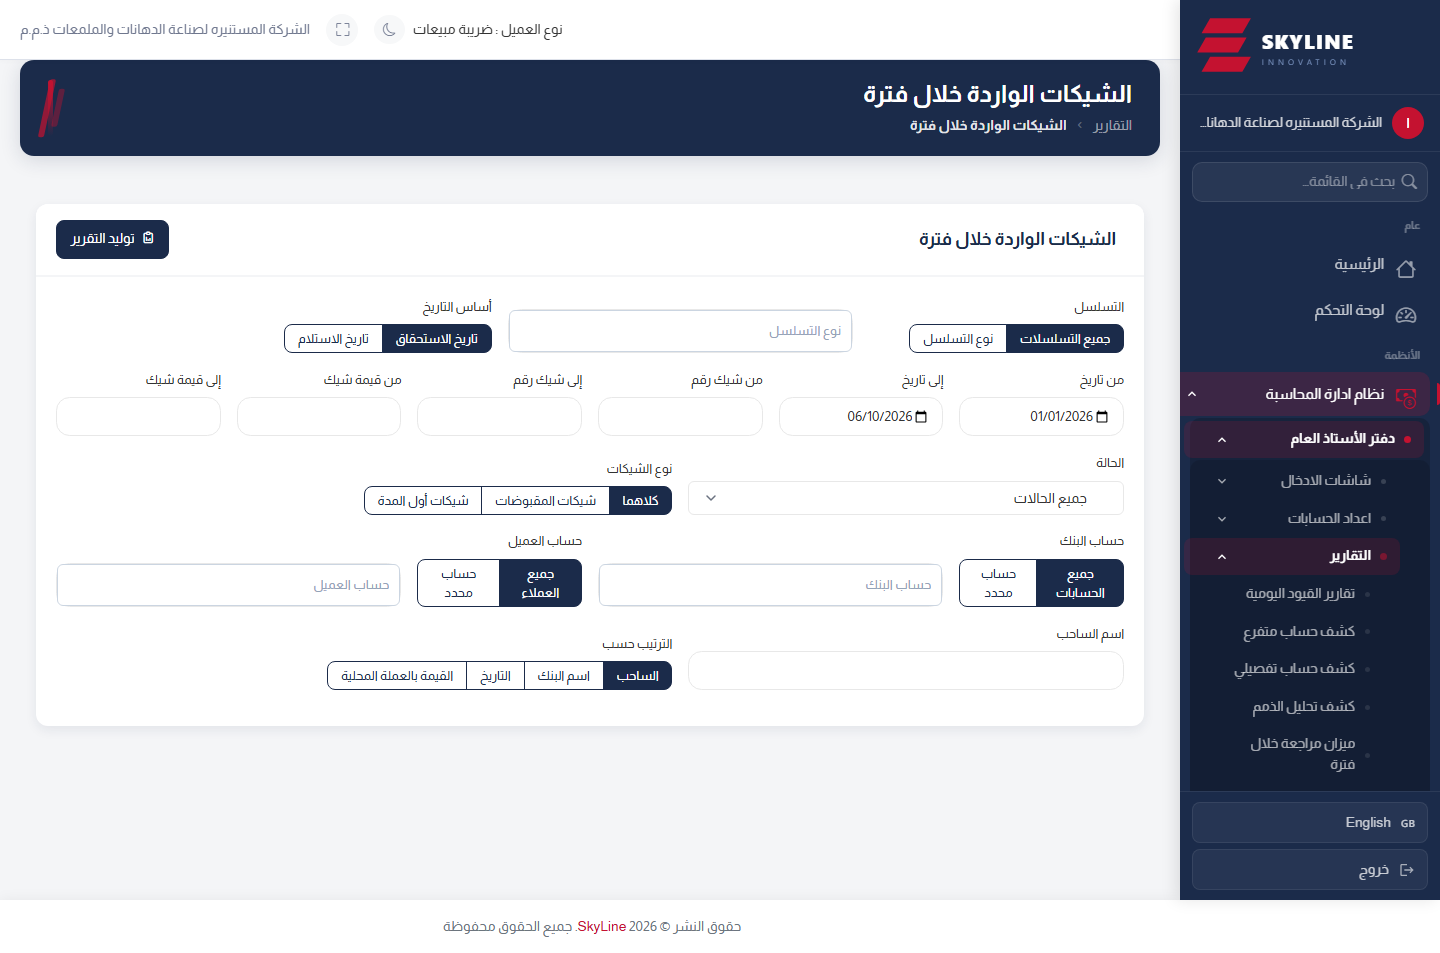 SKYLINE
INNOVATION
الشركة المستنيره لصناعة الدهانا...
بحث في القائمة...
عام
الرئيسية
لوحة التحكم
الأنظمة
نظام ادارة المحاسبة
دفتر الأستاذ العام
شاشات الادخال
اعداد الحسابات
التقارير
تقارير القيود اليومية
كشف حساب متفرع
كشف حساب تفصيلي
كشف تحليل الذمم
ميزان مراجعة خلال
فترة
GB English
خروج
نوع العميل : ضريبة مبيعات
الشركة المستنيره لصناعة الدهانات والملمعات ذ.م.م
الشيكات الواردة خلال فترة
التقارير › الشيكات الواردة خلال فترة
الشيكات الواردة خلال فترة
توليد التقرير
التسلسل
جميع التسلسلات نوع التسلسل
نوع التسلسل
أساس التاريخ
تاريخ الاستحقاق تاريخ الاستلام
من تاريخ إلى تاريخ من شيك رقم إلى شيك رقم من قيمة شيك إلى قيمة شيك
01/01/2026 06/10/2026
الحالة
جميع الحالات
نوع الشيكات
كلاهما شيكات المقبوضات شيكات أول المدة
حساب البنك
جميع الحسابات حساب محدد
حساب البنك
حساب العميل
جميع العملاء حساب محدد
حساب العميل
اسم الساحب
الترتيب حسب
الساحب اسم البنك التاريخ القيمة بالعملة المحلية
حقوق النشر © 2026 SkyLine. جميع الحقوق محفوظة